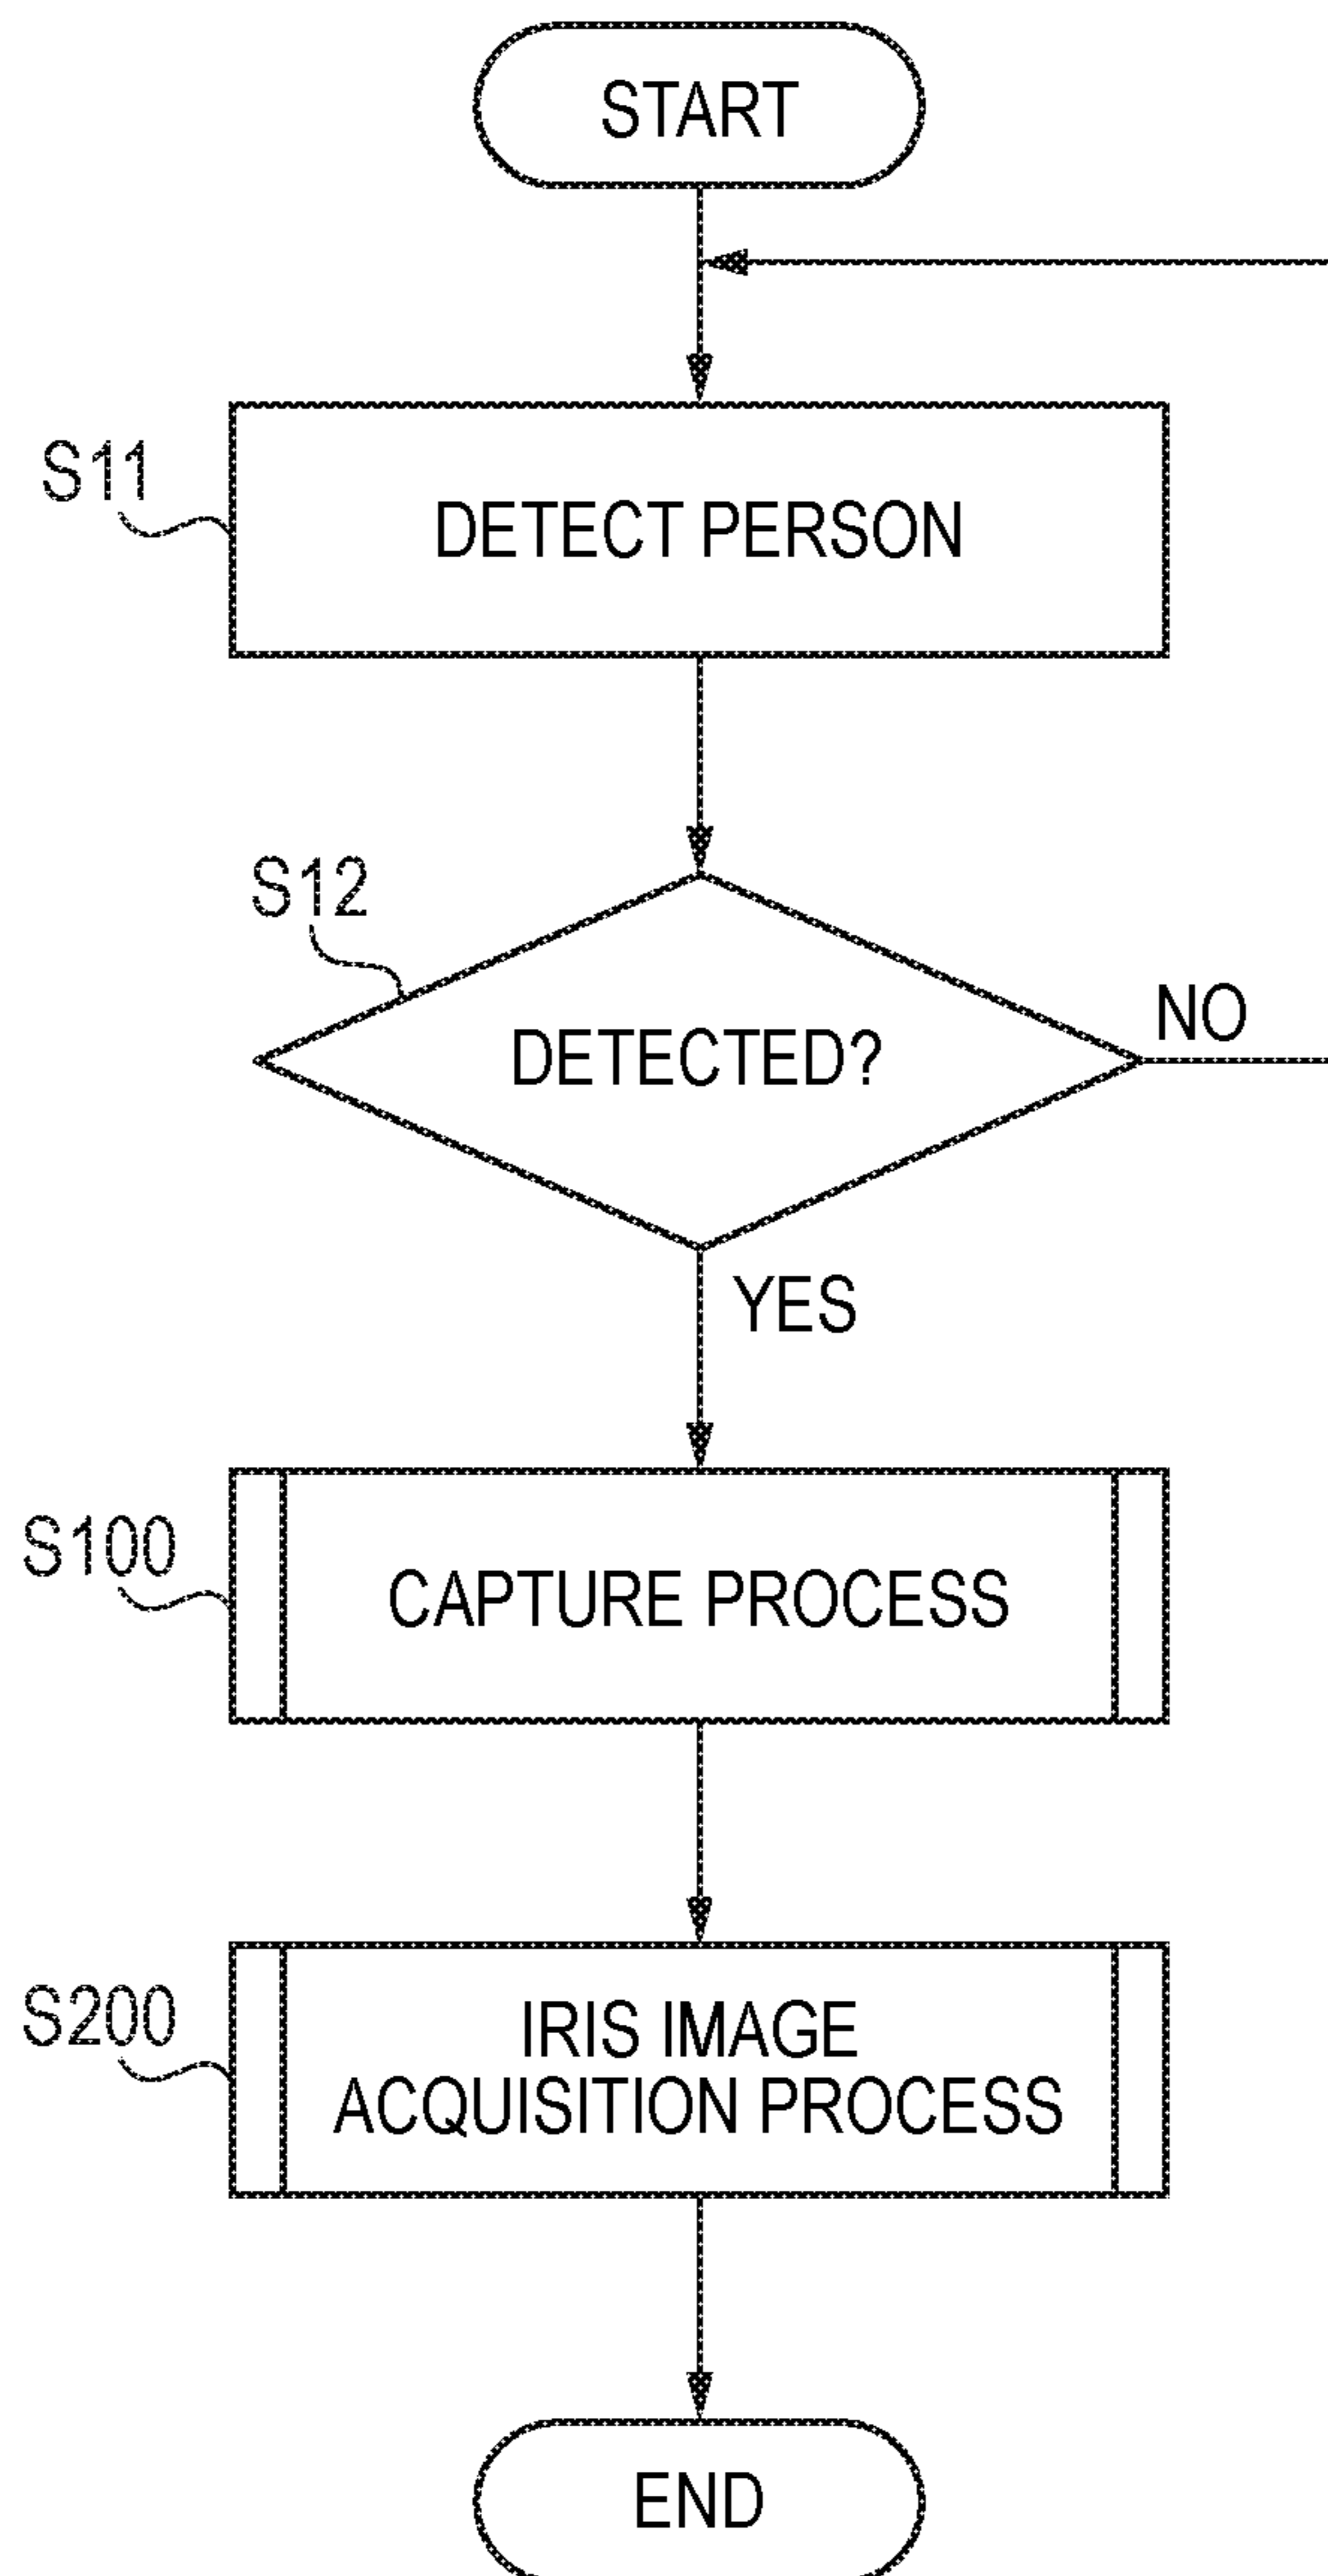 START
S11
DETECT PERSON
S12
DETECTED?
NO
YES
S100
CAPTURE PROCESS
S200
IRIS IMAGE
ACQUISITION PROCESS
END